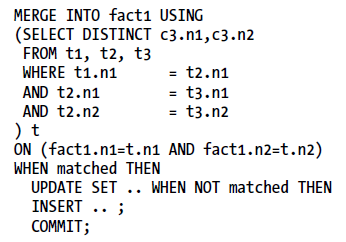 MERGE INTO fact1 USING
(SELECT DISTINCT c3.n1,c3.n2
FROM t1, t2, t3
WHERE t1.n1 = t2.n1
AND t2.n1 = t3.n1
AND t2.n2 = t3.n2
) t
ON (fact1.n1=t.n1 AND fact1.n2=t.n2)
WHEN matched THEN
UPDATE SET .. WHEN NOT matched THEN
INSERT .. ;
COMMIT;